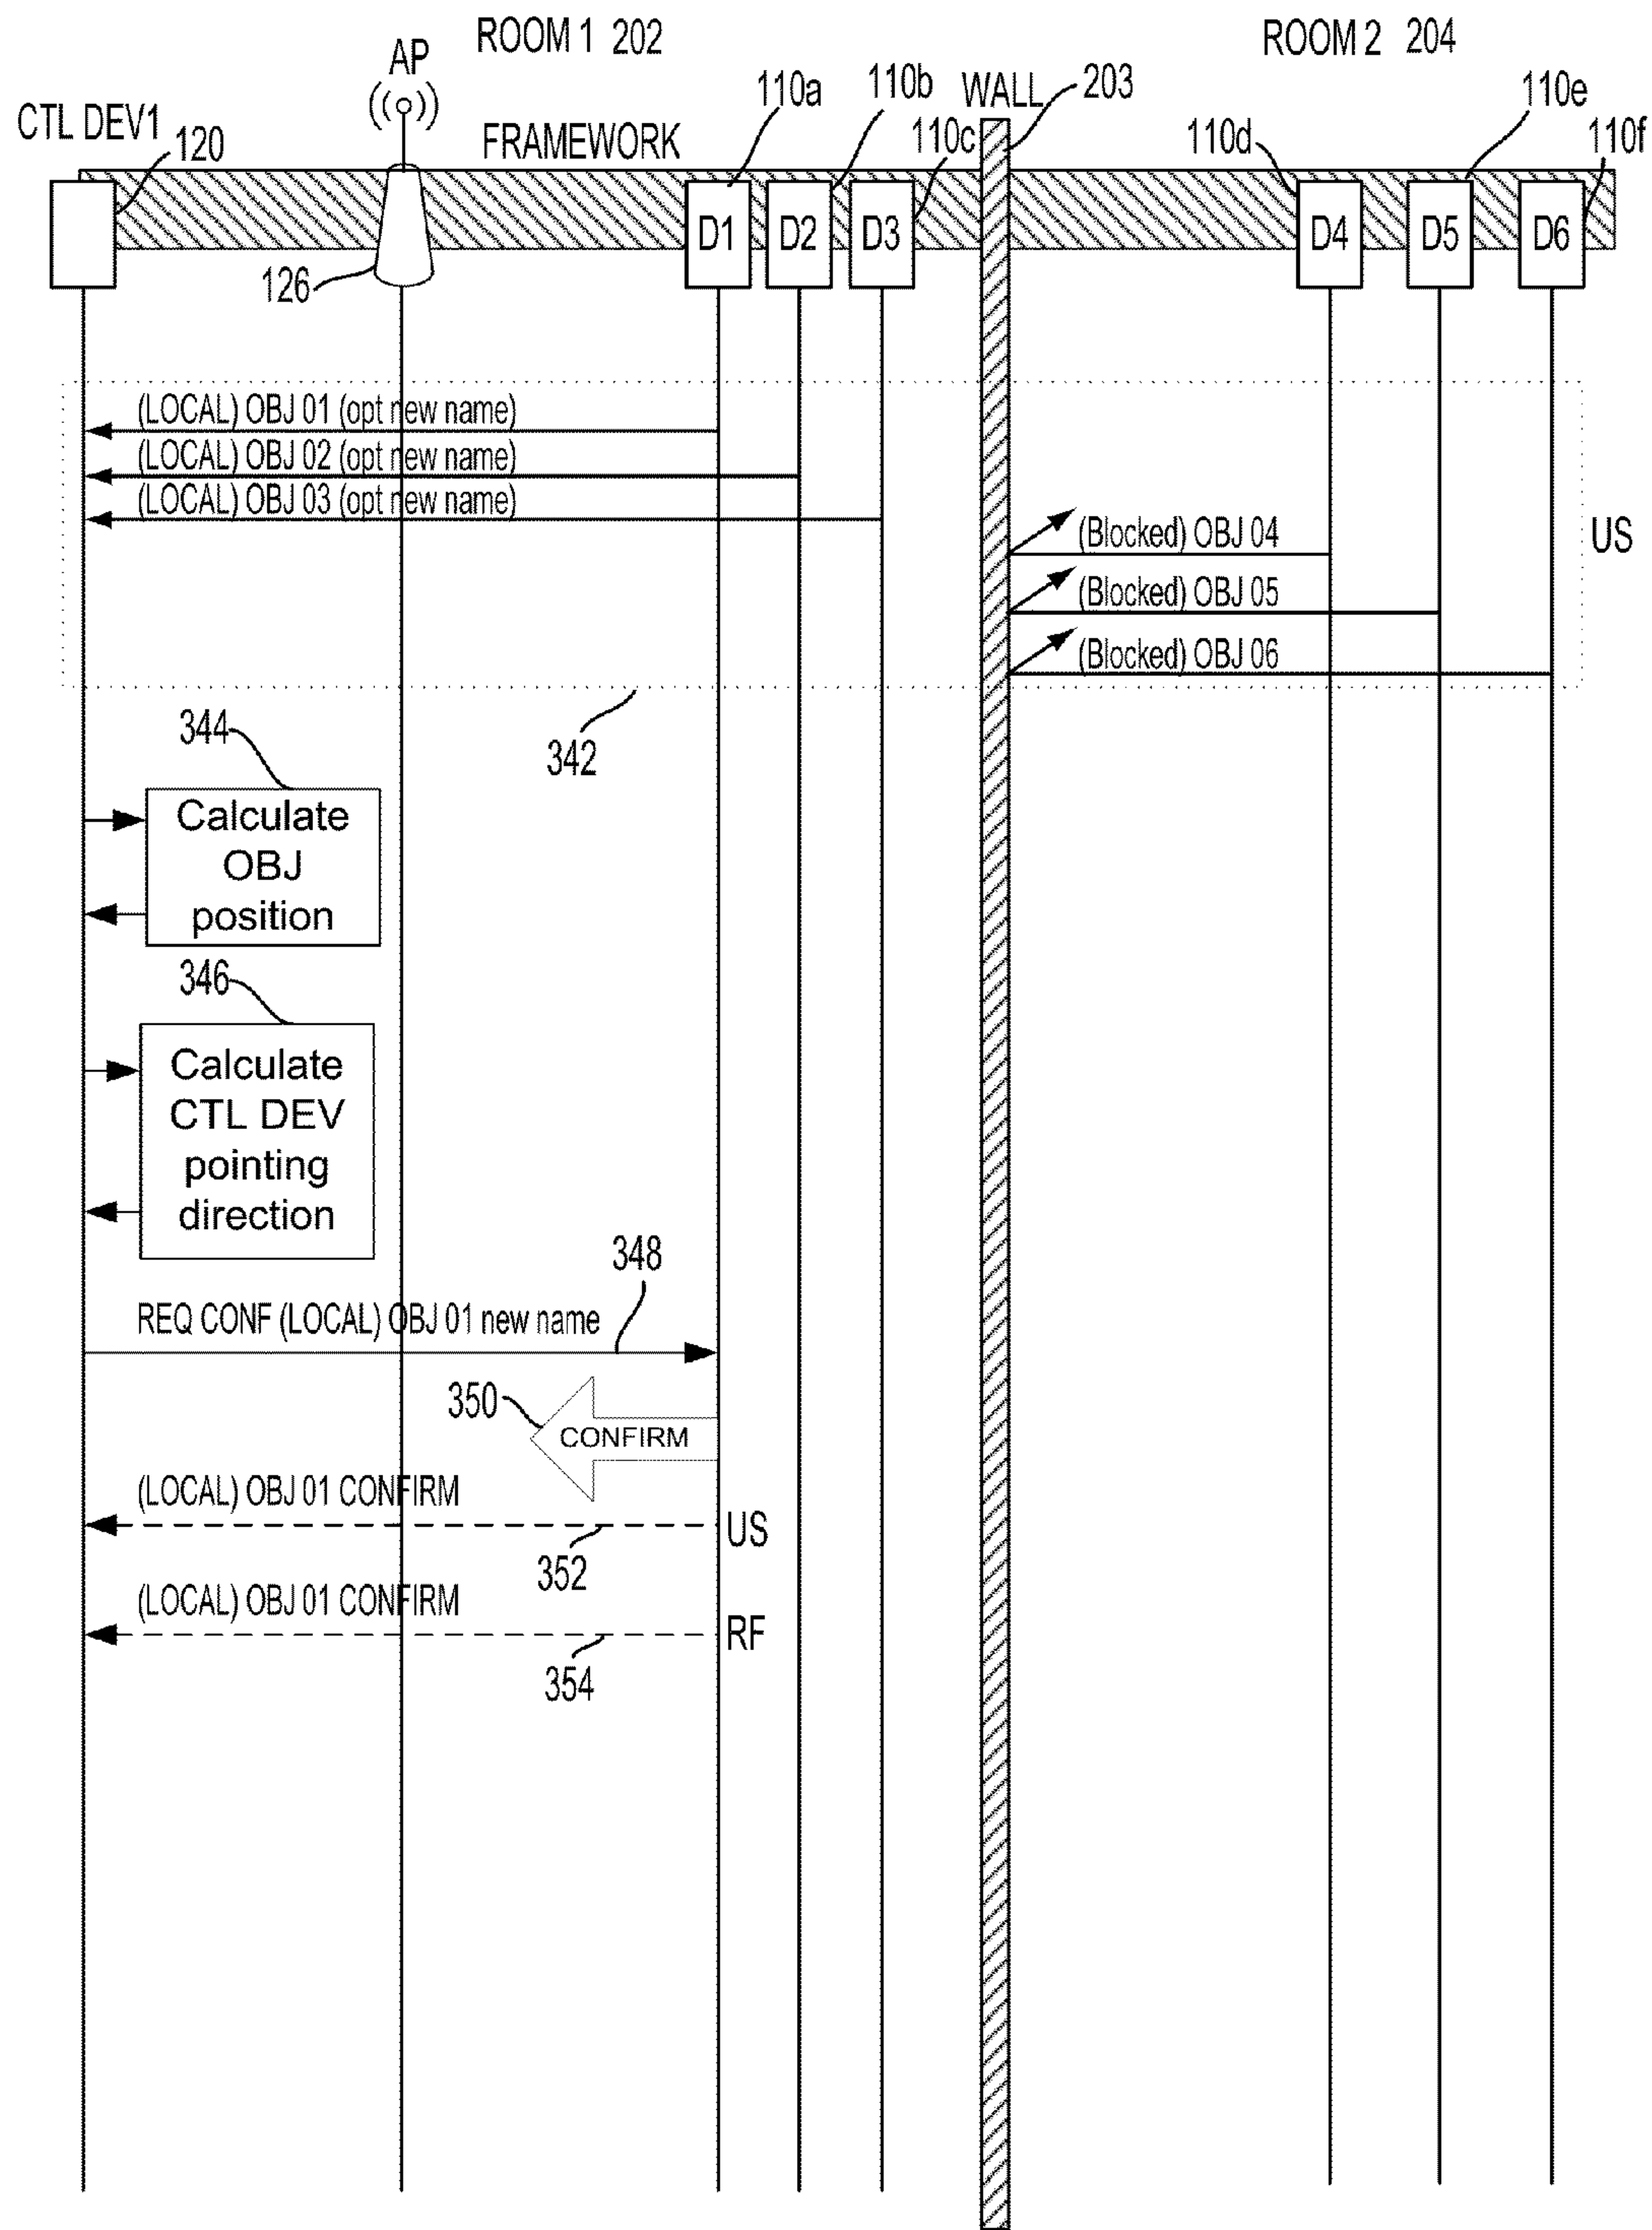 ROOM 1 202
ROOM 2 204
AP
110a
110b
WALL
203
110e
CTL DEV1
120
FRAMEWORK
110c
110d
110f
D1
D2
D3
D4
D5
D6
126
(LOCAL) OBJ 01 (opt new name)
(LOCAL) OBJ 02 (opt new name)
(LOCAL) OBJ 03 (opt new name)
(Blocked) OBJ 04
US
(Blocked) OBJ 05
(Blocked) OBJ 06
342
344
Calculate
OBJ
position
346
Calculate
CTL DEV
pointing
direction
348
REQ CONF (LOCAL) OBJ 01 new name
350
CONFIRM
(LOCAL) OBJ 01 CONFIRM
US
352
(LOCAL) OBJ 01 CONFIRM
RF
354